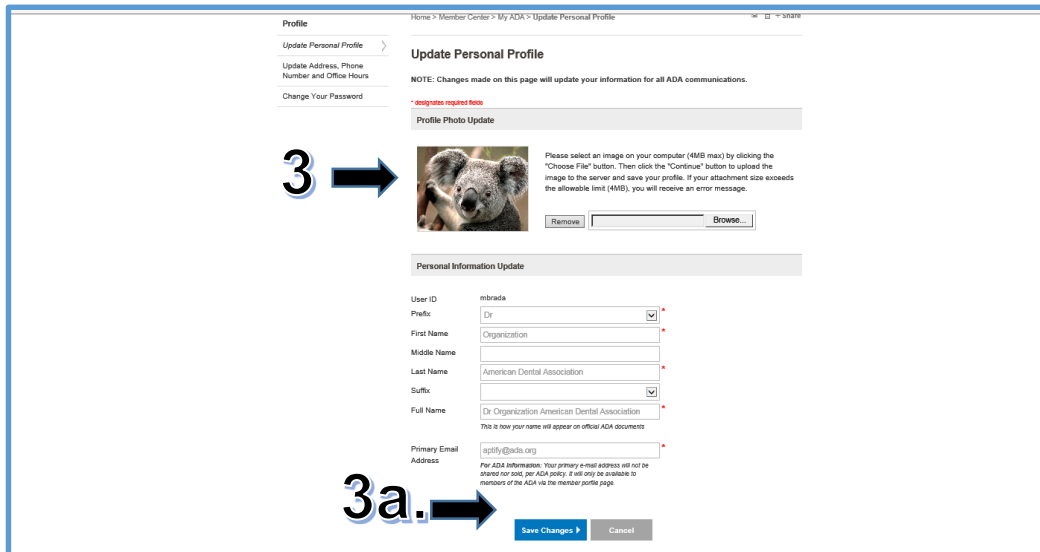 Profile
Update Personal Profile
Update Address, Phone
Number and Office Hours
Change Your Password
Home > Member Center > My ADA > Update Personal Profile
+ Share
Update Personal Profile
NOTE: Changes made on this page will update your information for all ADA communications.
* designates required fields
Profile Photo Update
3
Please select an image on your computer (4MB max) by clicking the
"Choose File" button. Then click the "Continue" button to upload the
image to the server and save your profile. If your attachment size exceeds
the allowable limit (4MB), you will receive an error message.
Remove Browse...
Personal Information Update
User ID mbrada
Prefix Dr *
First Name Organization *
Middle Name
Last Name American Dental Association *
Suffix
Full Name Dr Organization American Dental Association *
This is how your name will appear on official ADA documents
Primary Email
Address
aptify@ada.org *
For ADA Information: Your primary e-mail address will not be
shared nor sold, per ADA policy. It will only be available to
members of the ADA via the member porfile page.
3a.
Save Changes Cancel